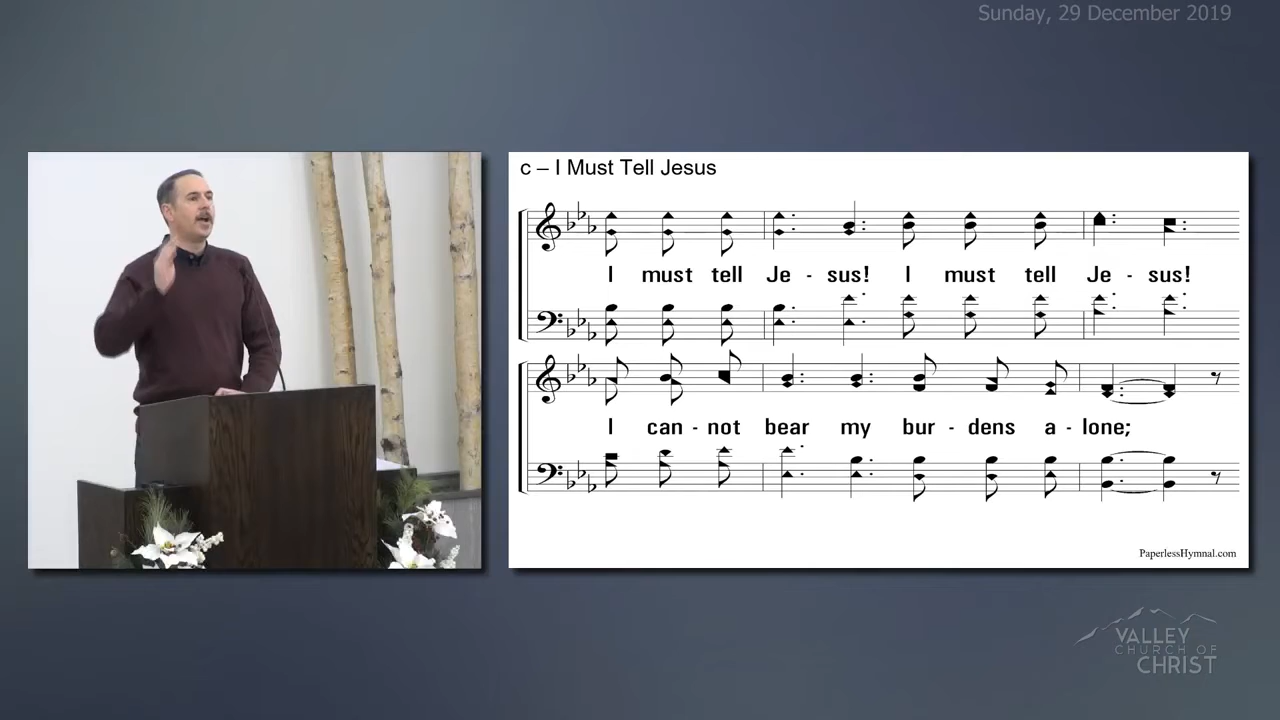 Sunday, 29 December 2019
c – I Must Tell Jesus
I must tell Je - sus! I must tell Je - sus!
I can - not bear my bur - dens a - lone;
PaperlessHymnal.com
VALLEY
CHURCH OF
CHRIST